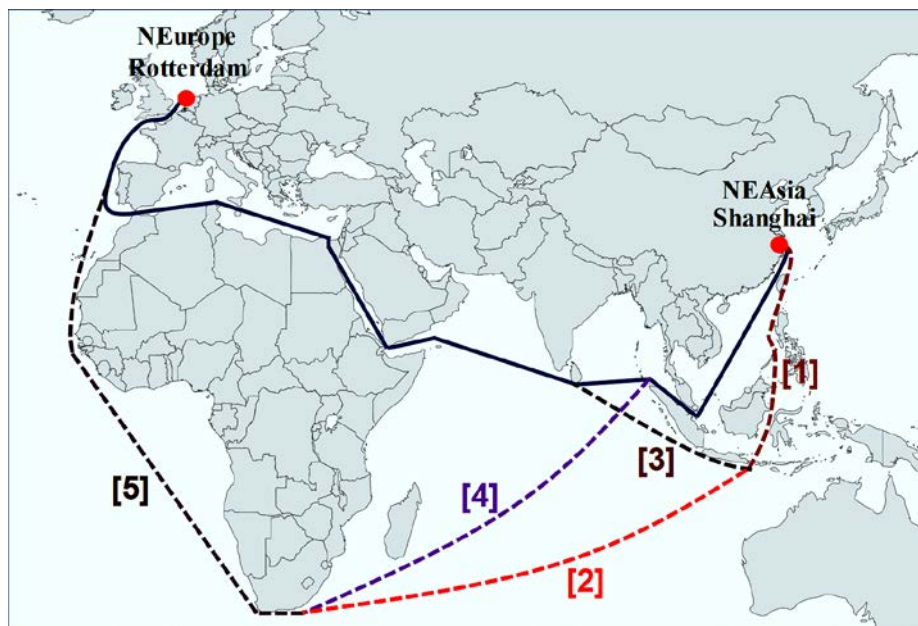 NEurope
Rotterdam
NEAsia
Shanghai
[1]
[3]
[4]
[5]
[2]